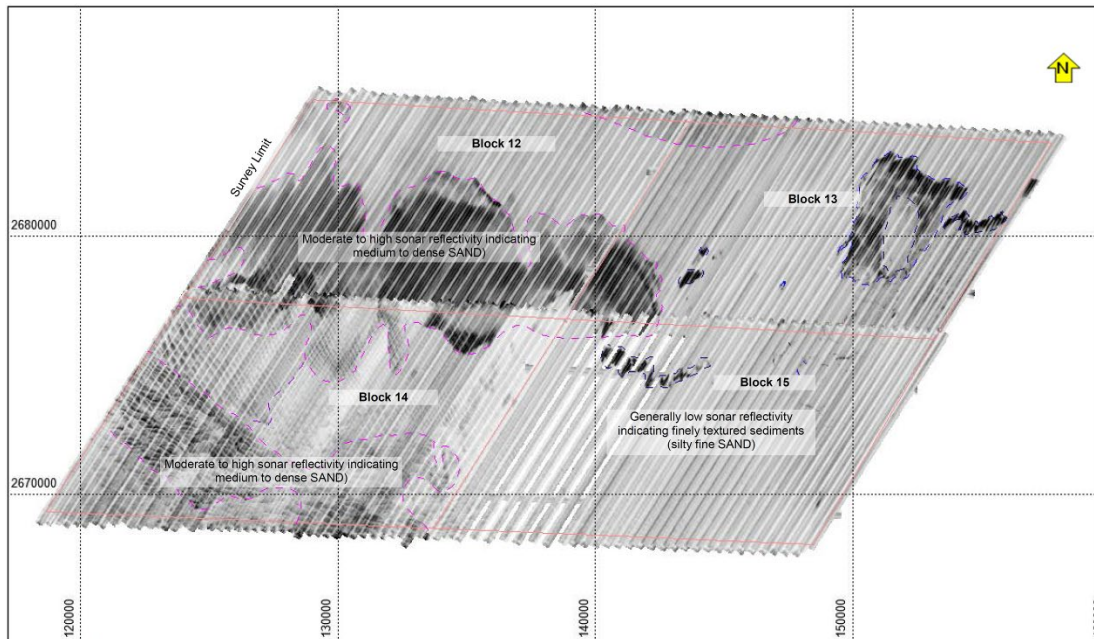 N
Block 12
Survey Limit
Block 13
2680000
Moderate to high sonar reflectivity indicating
medium to dense SAND)
Block 15
Block 14
Generally low sonar reflectivity
indicating finely textured sediments
(silty fine SAND)
Moderate to high sonar reflectivity indicating
medium to dense SAND)
2670000
120000
130000
140000
150000